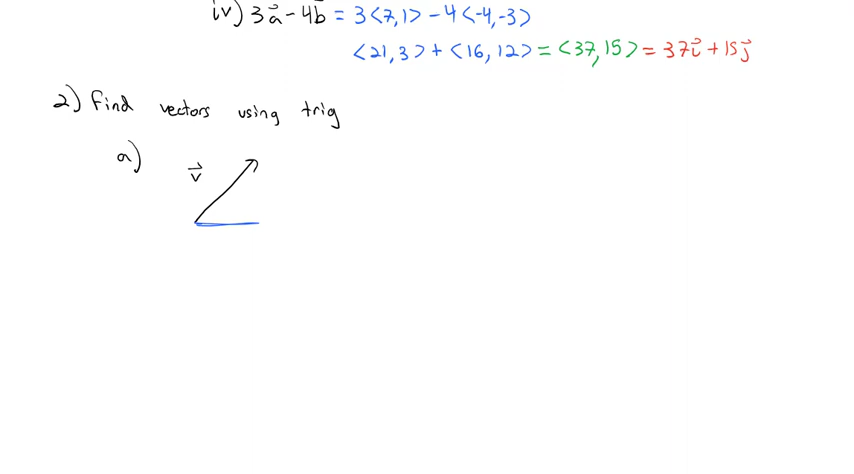 iv) 3a⃗ - 4b⃗ = 3⟨7,1⟩ - 4⟨-4,-3⟩
⟨21,3⟩ + ⟨16,12⟩ = ⟨37,15⟩ = 37i⃗ + 15j⃗
2) Find vectors using trig
a)
v⃗